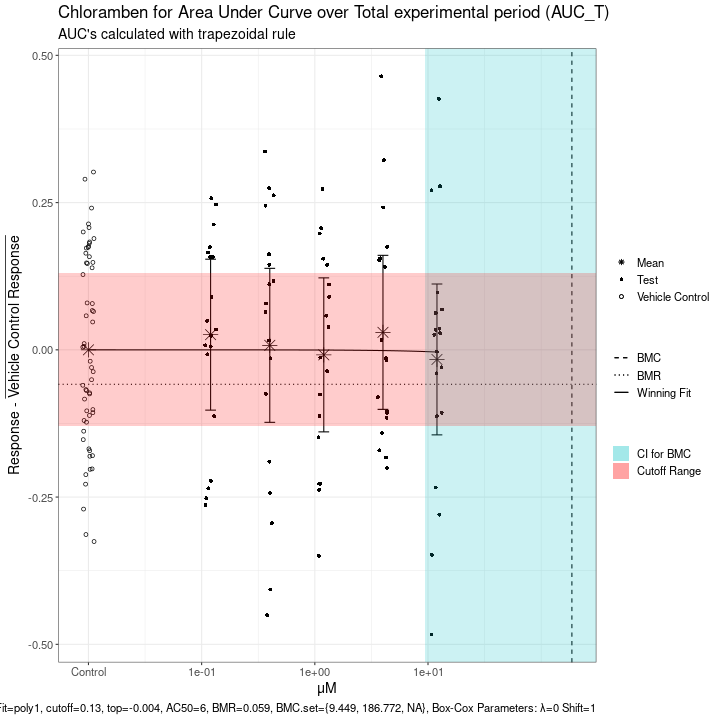 Chloramben for Area Under Curve over Total experimental period (AUC_T)
AUC's calculated with trapezoidal rule
0.50
0.25
0.00
-0.25
-0.50
Response - Vehicle Control Response
Control
1e-01
1e+00
1e+01
μM
Mean
Test
Vehicle Control
BMC
BMR
Winning Fit
CI for BMC
Cutoff Range
Fit=poly1, cutoff=0.13, top=-0.004, AC50=6, BMR=0.059, BMC.set={9.449, 186.772, NA}, Box-Cox Parameters: λ=0 Shift=1